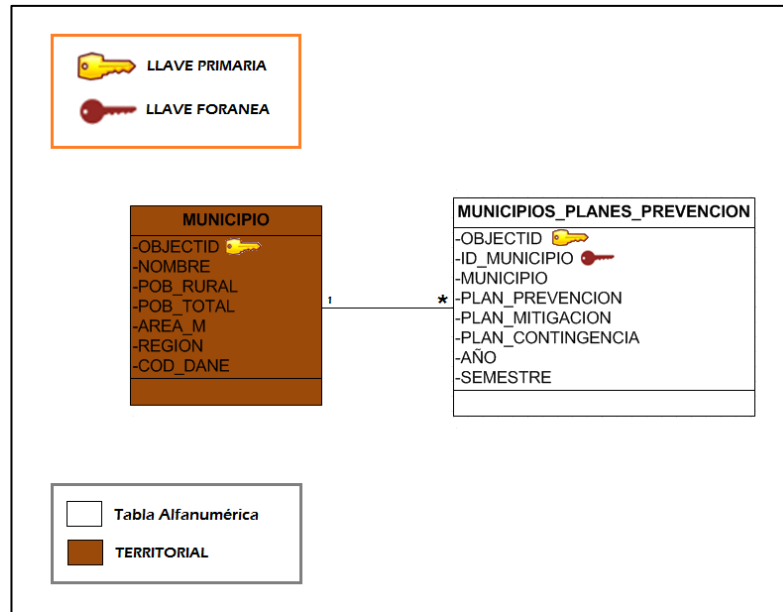 LLAVE PRIMARIA
LLAVE FORANEA
MUNICIPIO
-OBJECTID
-NOMBRE
-POB_RURAL
-POB_TOTAL
-AREA_M
-REGION
-COD_DANE
1
*
MUNICIPIOS_PLANES_PREVENCION
-OBJECTID
-ID_MUNICIPIO
-MUNICIPIO
-PLAN_PREVENCION
-PLAN_MITIGACION
-PLAN_CONTINGENCIA
-AÑO
-SEMESTRE
Tabla Alfanumérica
TERRITORIAL